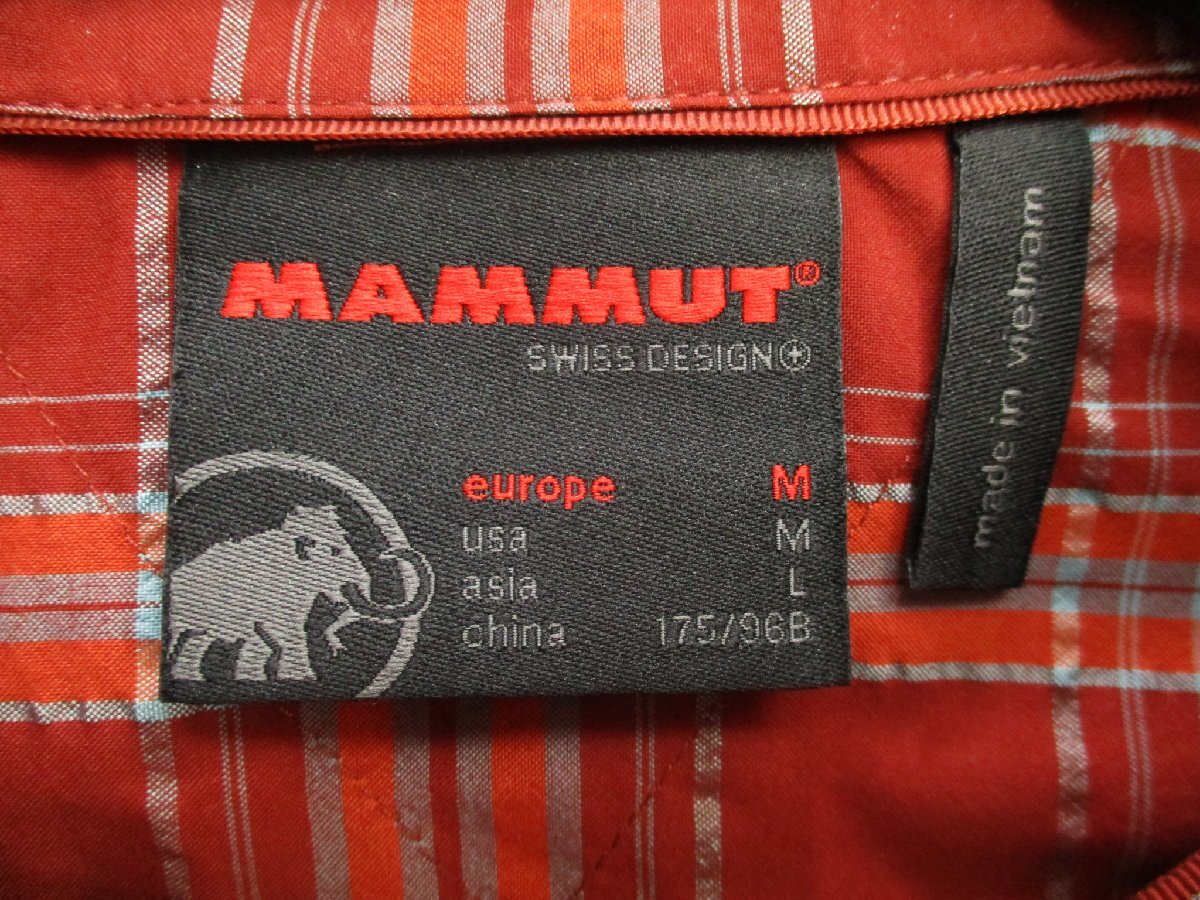 MAMMUT®
SWISS DESIGN
europe M
usa M
asia L
china 175/96B
made in vietnam